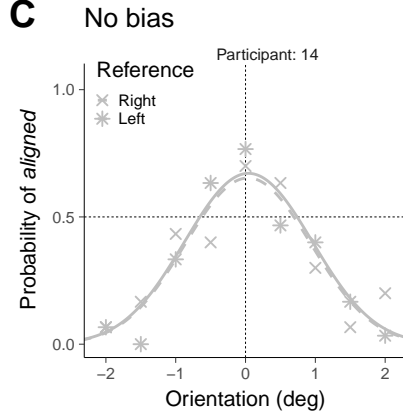 C No bias
Participant: 14
Reference
Right
Left
Probability of aligned
1.0
0.5
0.0
−2 −1 0 1 2
Orientation (deg)